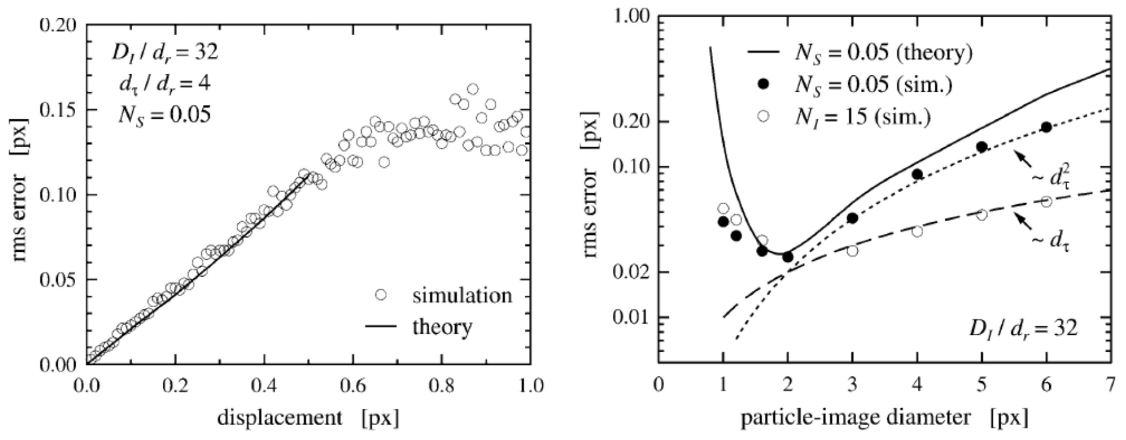 0.20
0.15
0.10
0.05
0.00
rms error [px]
D_I / d_r = 32
d_τ / d_r = 4
N_S = 0.05
simulation
theory
0.0 0.2 0.4 0.6 0.8 1.0
displacement [px]
1.00
0.20
0.10
0.02
0.01
rms error [px]
N_S = 0.05 (theory)
N_S = 0.05 (sim.)
N_I = 15 (sim.)
~ d_τ^2
~ d_τ
D_I / d_r = 32
0 1 2 3 4 5 6 7
particle-image diameter [px]